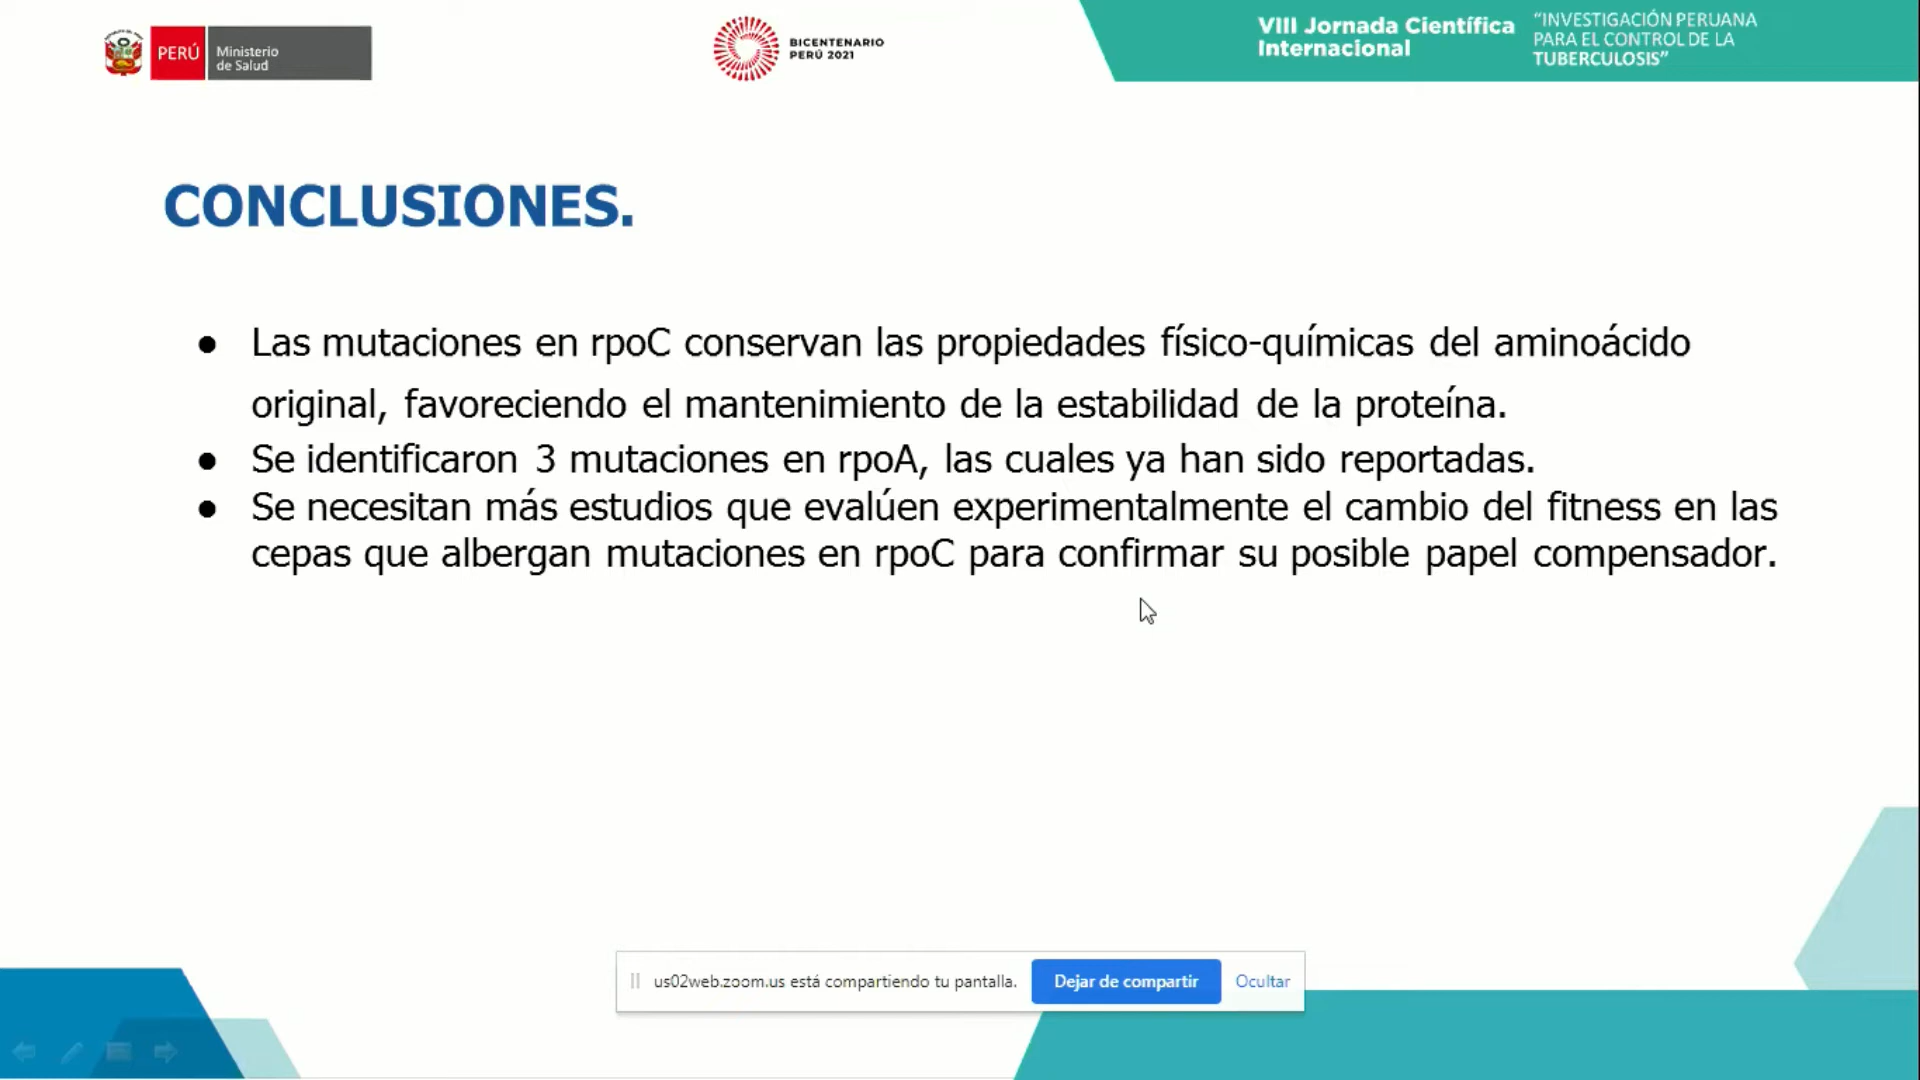 PERÚ
Ministerio
de Salud
BICENTENARIO
PERÚ 2021
VIII Jornada Científica
Internacional
“INVESTIGACIÓN PERUANA
PARA EL CONTROL DE LA
TUBERCULOSIS”
CONCLUSIONES.
● Las mutaciones en rpoC conservan las propiedades físico-químicas del aminoácido
original, favoreciendo el mantenimiento de la estabilidad de la proteína.
● Se identificaron 3 mutaciones en rpoA, las cuales ya han sido reportadas.
● Se necesitan más estudios que evalúen experimentalmente el cambio del fitness en las
cepas que albergan mutaciones en rpoC para confirmar su posible papel compensador.
us02web.zoom.us está compartiendo tu pantalla.
Dejar de compartir
Ocultar